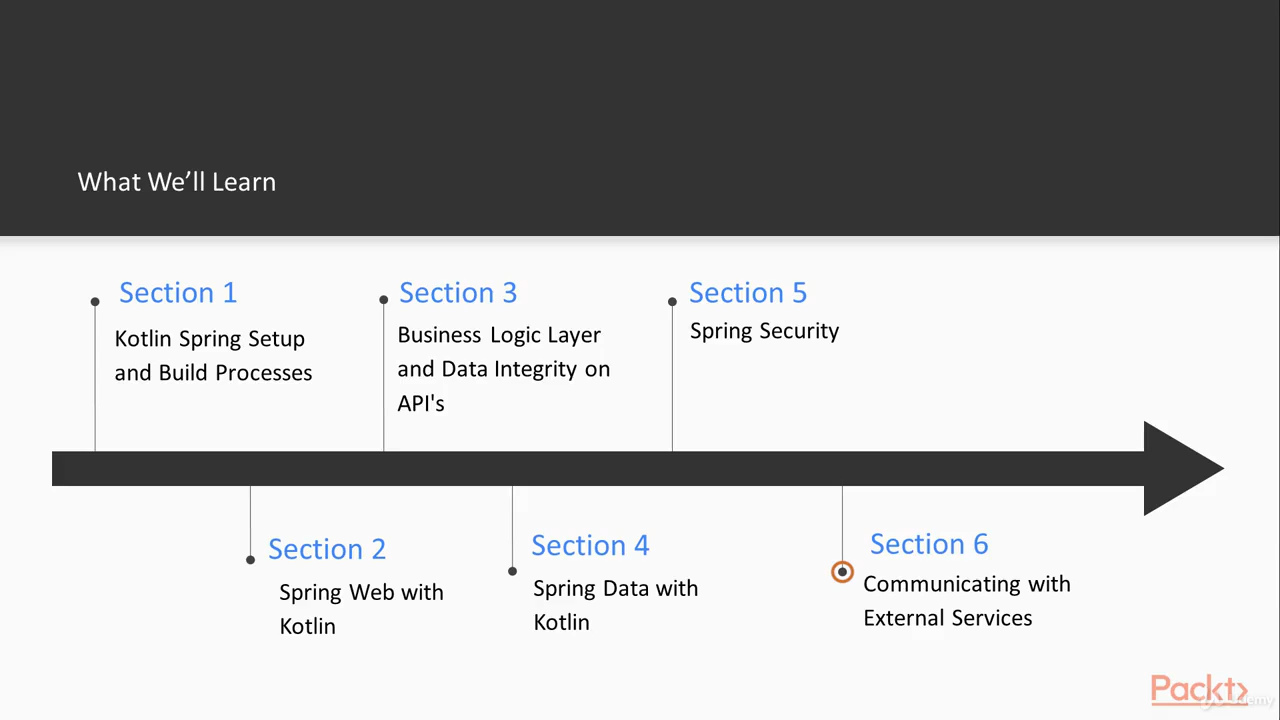 What We’ll Learn
Section 1
Kotlin Spring Setup
and Build Processes
Section 3
Business Logic Layer
and Data Integrity on
API's
Section 5
Spring Security
Section 2
Spring Web with
Kotlin
Section 4
Spring Data with
Kotlin
Section 6
Communicating with
External Services
Packt
Udemy